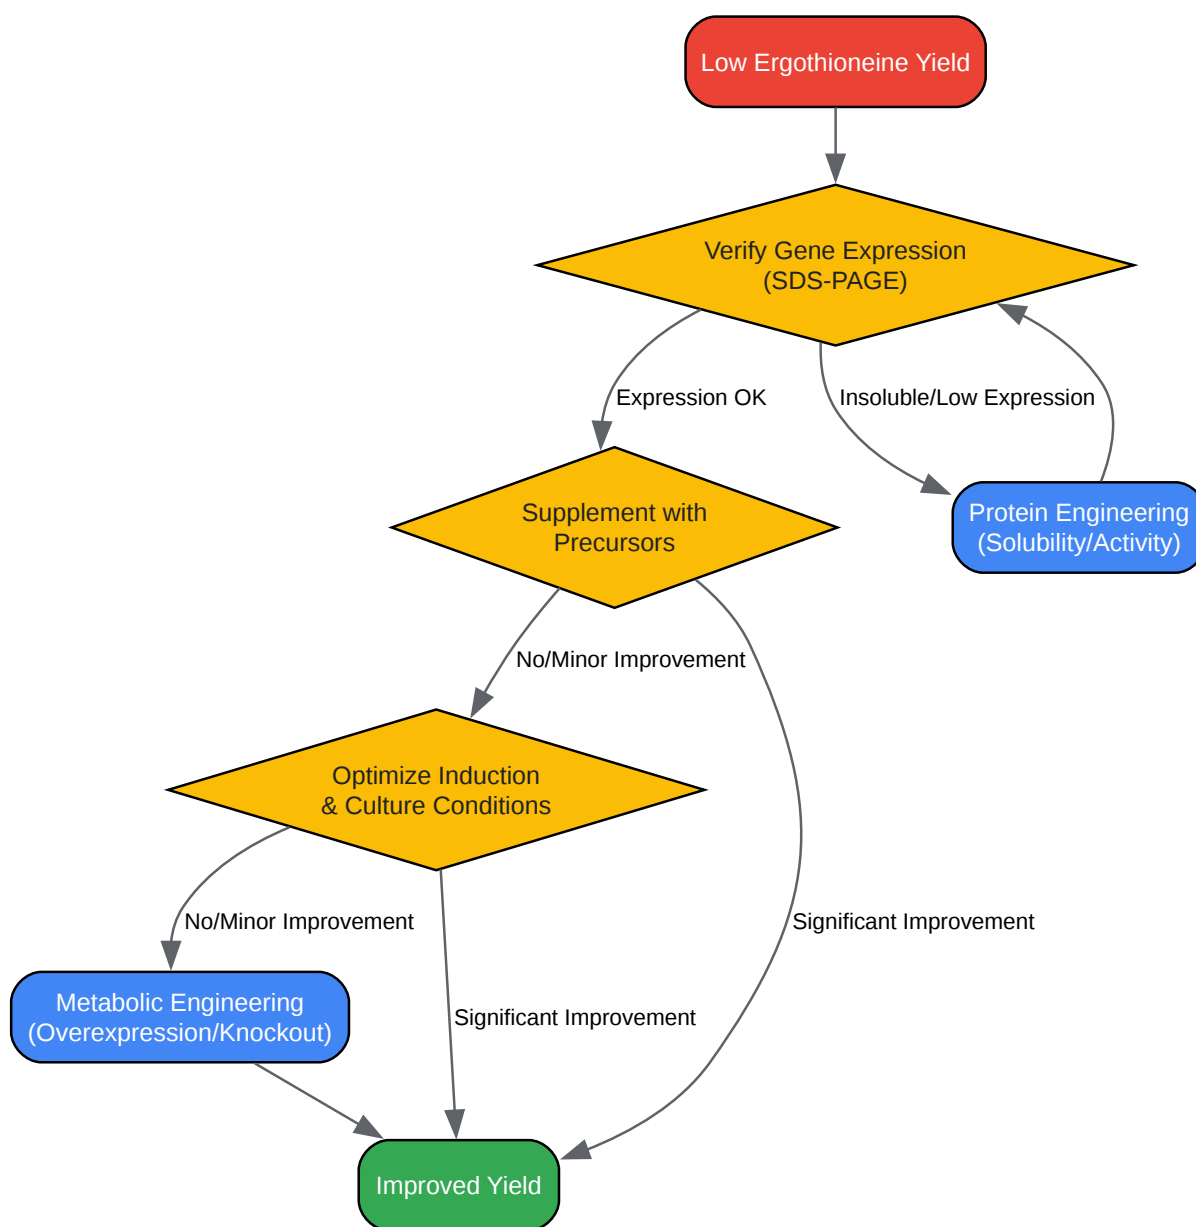 Low Ergothioneine Yield
Verify Gene Expression
(SDS-PAGE)
Expression OK
Insoluble/Low Expression
Supplement with
Precursors
Protein Engineering
(Solubility/Activity)
No/Minor Improvement
Optimize Induction
& Culture Conditions
No/Minor Improvement
Significant Improvement
Metabolic Engineering
(Overexpression/Knockout)
Significant Improvement
Improved Yield